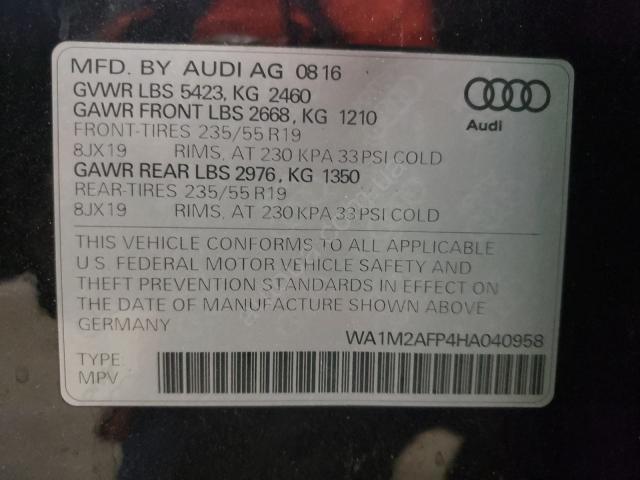 MFD. BY AUDI AG 08 16
GVWR LBS 5423, KG 2460
GAWR FRONT LBS 2668, KG 1210
FRONT-TIRES 235/55 R19
8JX19 RIMS, AT 230 KPA 33 PSI COLD
GAWR REAR LBS 2976, KG 1350
REAR-TIRES 235/55 R19
8JX19 RIMS, AT 230 KPA 33 PSI COLD
Audi
THIS VEHICLE CONFORMS TO ALL APPLICABLE
U.S. FEDERAL MOTOR VEHICLE SAFETY AND
THEFT PREVENTION STANDARDS IN EFFECT ON
THE DATE OF MANUFACTURE SHOWN ABOVE
GERMANY
WA1M2AFP4HA040958
TYPE:
MPV